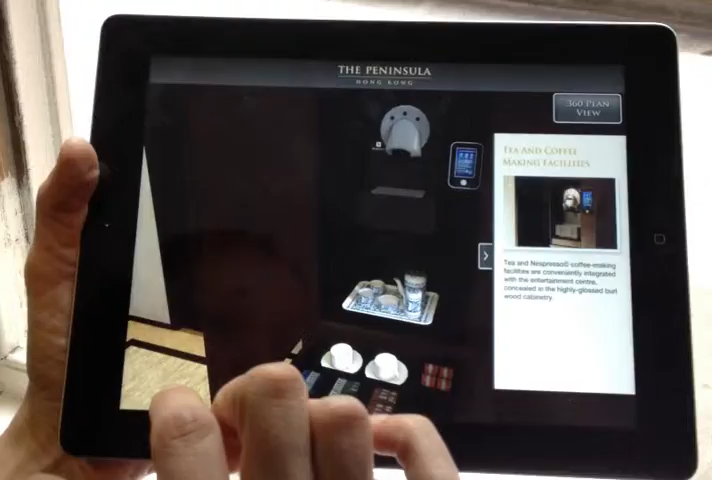 THE PENINSULA
HONG KONG
360 PLAN
VIEW
TEA AND COFFEE
MAKING FACILITIES
Tea and Nespresso© coffee-making
facilities are conveniently integrated
with the entertainment centre,
concealed in the highly-glossed burl
wood cabinetry.